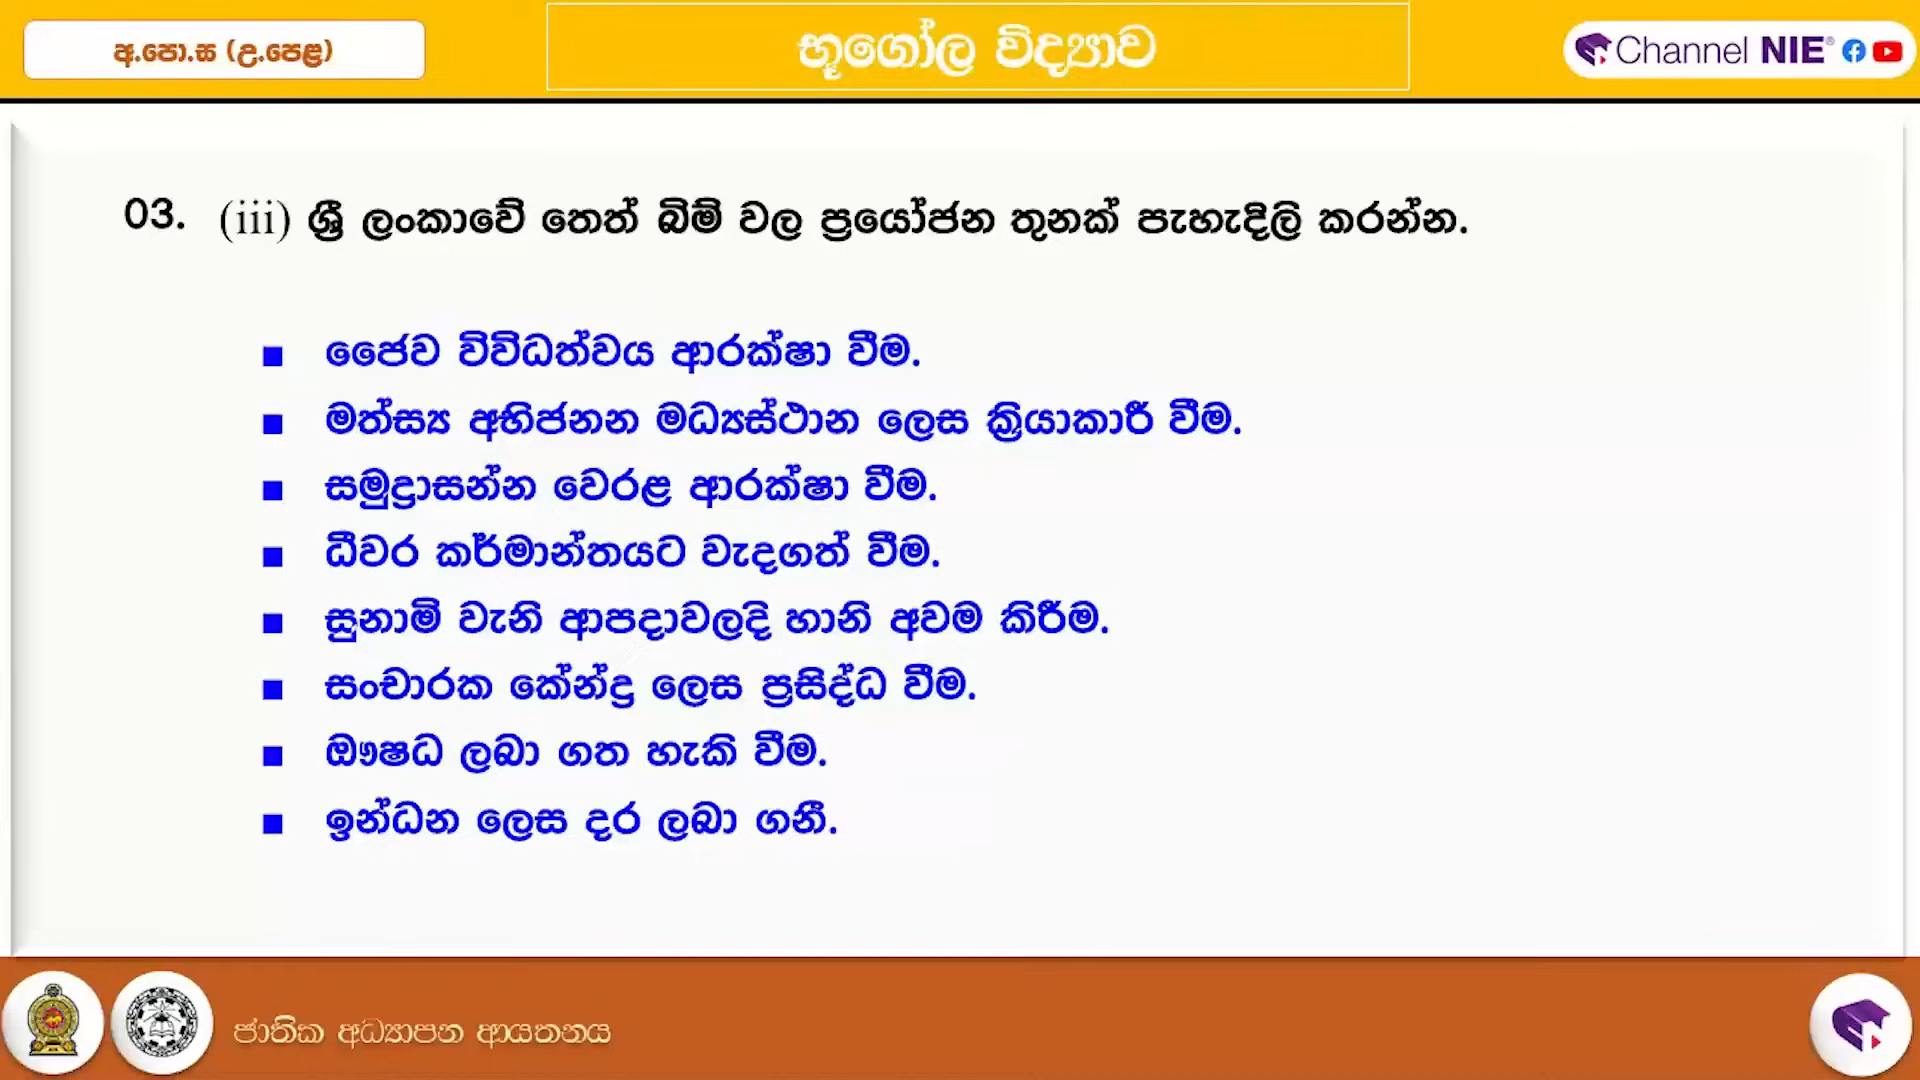 අ.පො.ස (උ.පෙළ)
භූගෝල විද්‍යාව
Channel NIE
03. (iii) ශ්‍රී ලංකාවේ තෙත් බිම් වල ප්‍රයෝජන තුනක් පැහැදිලි කරන්න.
■ ජෛව විවිධත්වය ආරක්ෂා වීම.
■ මත්ස්‍ය අභිජනන මධ්‍යස්ථාන ලෙස ක්‍රියාකාරී වීම.
■ සමුද්‍රාසන්න වෙරළ ආරක්ෂා වීම.
■ ධීවර කර්මාන්තයට වැදගත් වීම.
■ සුනාමි වැනි ආපදාවලදි හානි අවම කිරීම.
■ සංචාරක කේන්ද්‍ර ලෙස ප්‍රසිද්ධ වීම.
■ ඖෂධ ලබා ගත හැකි වීම.
■ ඉන්ධන ලෙස දර ලබා ගනී.
ජාතික අධ්‍යාපන ආයතනය